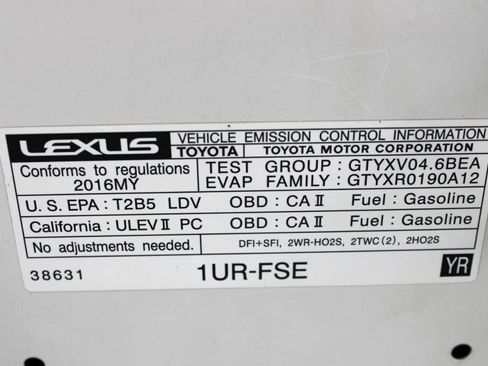 LEXUS VEHICLE EMISSION CONTROL INFORMATION
TOYOTA TOYOTA MOTOR CORPORATION
Conforms to regulations TEST GROUP : GTYXV04.6BEA
2016MY EVAP FAMILY : GTYXR0190A12
U. S. EPA : T2B5 LDV OBD : CA II Fuel : Gasoline
California : ULEV II PC OBD : CA II Fuel : Gasoline
No adjustments needed. DFI+SFI, 2WR-HO2S, 2TWC(2), 2HO2S
38631 1UR-FSE YR